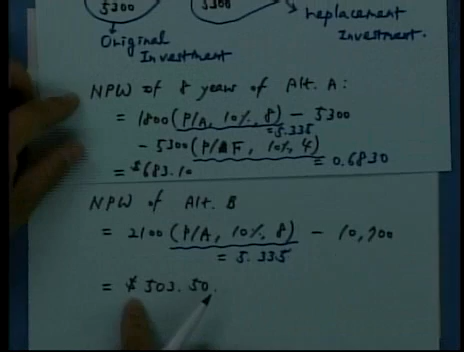 5300 5300
replacement
Investment.
Original
Investment
NPW of 8 years of Alt. A:
= 1800 (P/A, 10%, 8) - 5300
= 5.335
- 5300 (P/F, 10%, 4)
= $683.10 = 0.6830
NPW of Alt. B
= 2100 (P/A, 10%, 8) - 10,700
= 5.335
= $503.50.